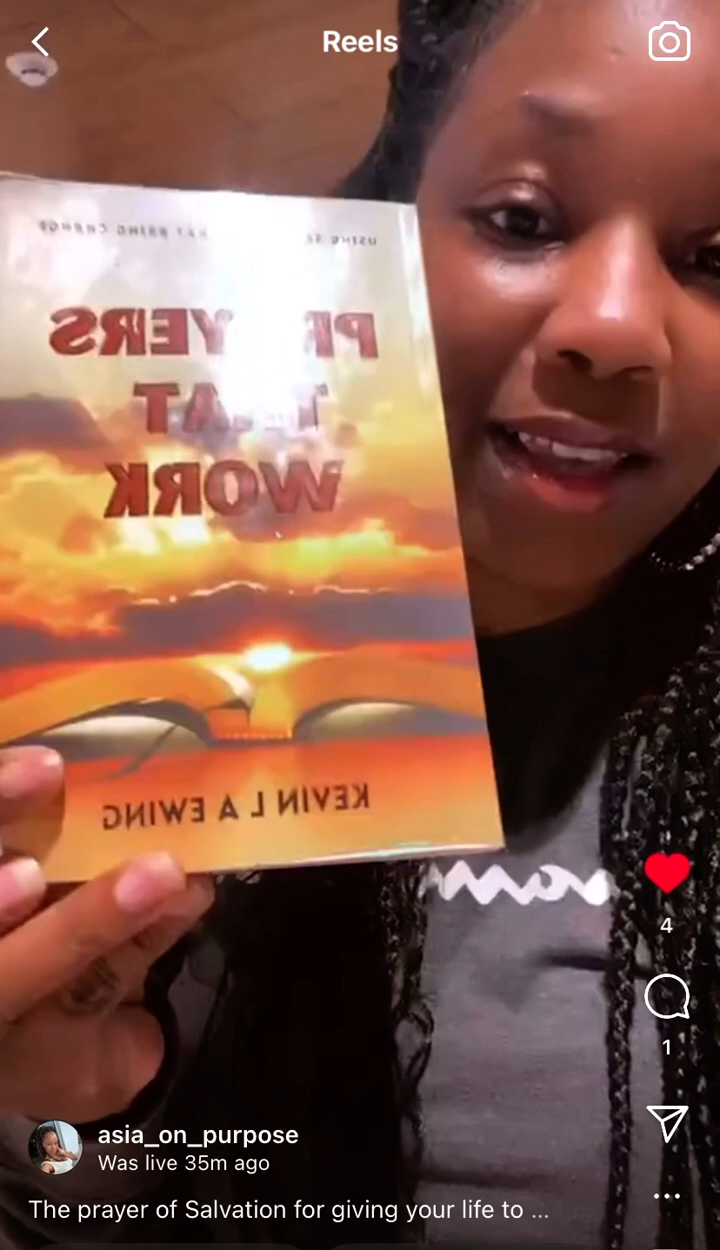 Reels
PRAYERS
THAT
WORK
KEVIN L A EWING
4
1
asia_on_purpose
Was live 35m ago
The prayer of Salvation for giving your life to ...